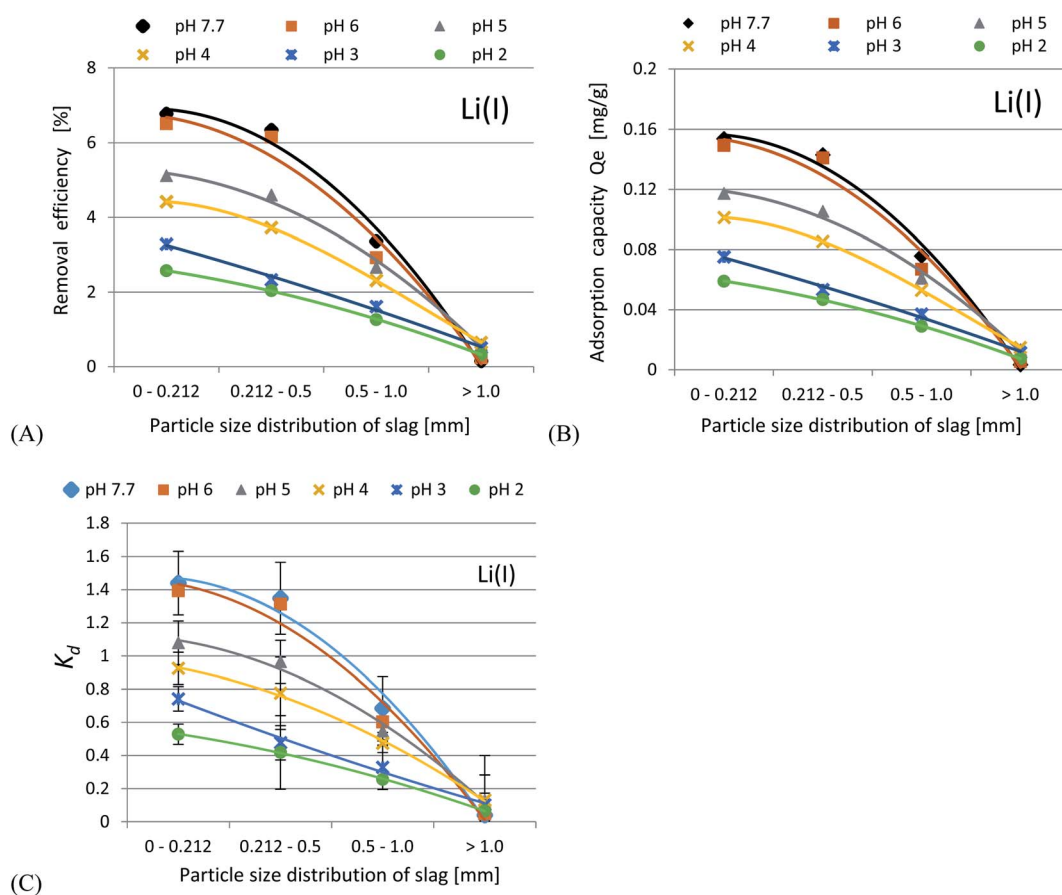 pH 7.7 pH 6 pH 5
pH 4 pH 3 pH 2
8
6
4
2
0
Removal efficiency [%]
Li(I)
0 - 0.212 0.212 - 0.5 0.5 - 1.0 > 1.0
Particle size distribution of slag [mm]
(A)
pH 7.7 pH 6 pH 5
pH 4 pH 3 pH 2
0.2
0.16
0.12
0.08
0.04
0
Adsorption capacity Qe [mg/g]
Li(I)
0 - 0.212 0.212 - 0.5 0.5 - 1.0 > 1.0
Particle size distribution of slag [mm]
(B)
pH 7.7 pH 6 pH 5 pH 4 pH 3 pH 2
1.8
1.6
1.4
1.2
1
0.8
0.6
0.4
0.2
0
Kd
Li(I)
0 - 0.212 0.212 - 0.5 0.5 - 1.0 > 1.0
Particle size distribution of slag [mm]
(C)